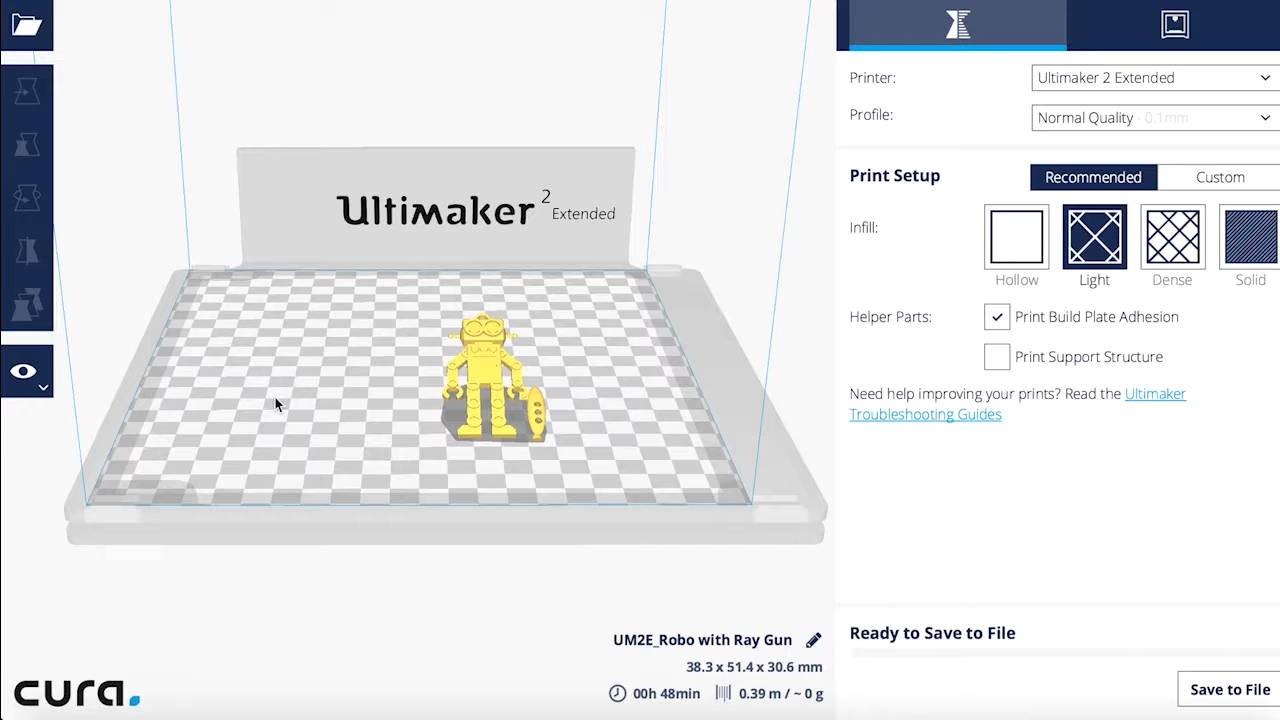 Printer:
Ultimaker 2 Extended
Profile:
Normal Quality - 0.1mm
Print Setup
Recommended
Custom
Infill:
Hollow
Light
Dense
Solid
Helper Parts:
Print Build Plate Adhesion
Print Support Structure
Need help improving your prints? Read the Ultimaker
Troubleshooting Guides
Ultimaker 2 Extended
UM2E_Robo with Ray Gun
38.3 x 51.4 x 30.6 mm
00h 48min
0.39 m / ~ 0 g
cura.
Ready to Save to File
Save to File